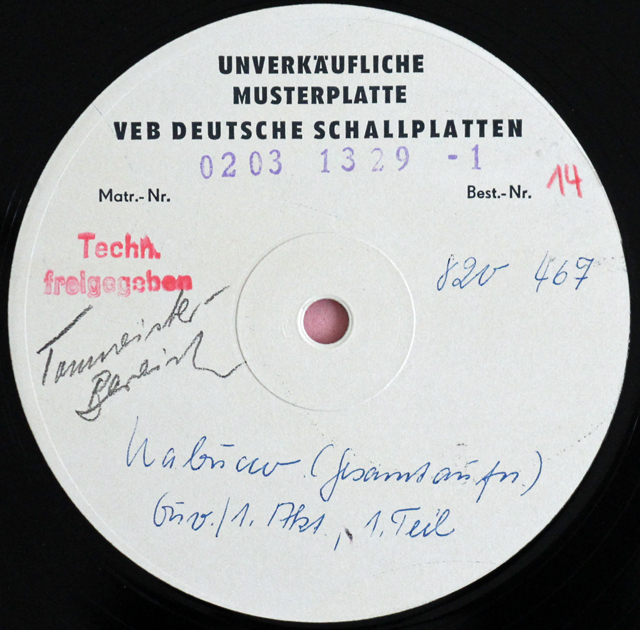 UNVERKÄUFLICHE
MUSTERPLATTE
VEB DEUTSCHE SCHALLPLATTEN
0203 1329 -1
Matr.-Nr.
Best.-Nr. 14
Techn.
freigegeben
820 467
Tonmeister-
Bereich
Nabucco (Gesamtaufn.)
Ouv./1. Akt, 1. Teil